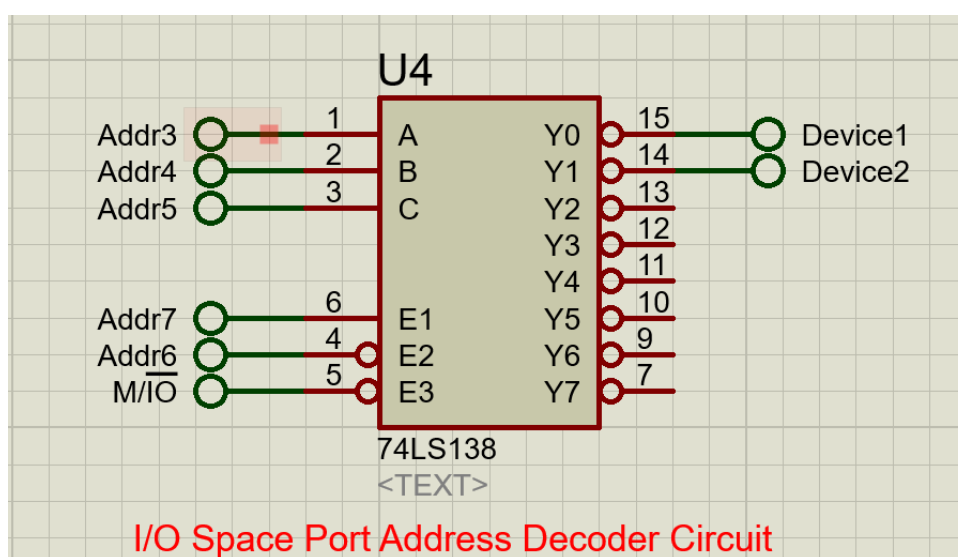 U4
Addr3 1 A Y0 15 Device1
Addr4 2 B Y1 14 Device2
Addr5 3 C Y2 13
Y3 12
Y4 11
Addr7 6 E1 Y5 10
Addr6 4 E2 Y6 9
M/I̅O̅ 5 E3 Y7 7
74LS138
<TEXT>
I/O Space Port Address Decoder Circuit